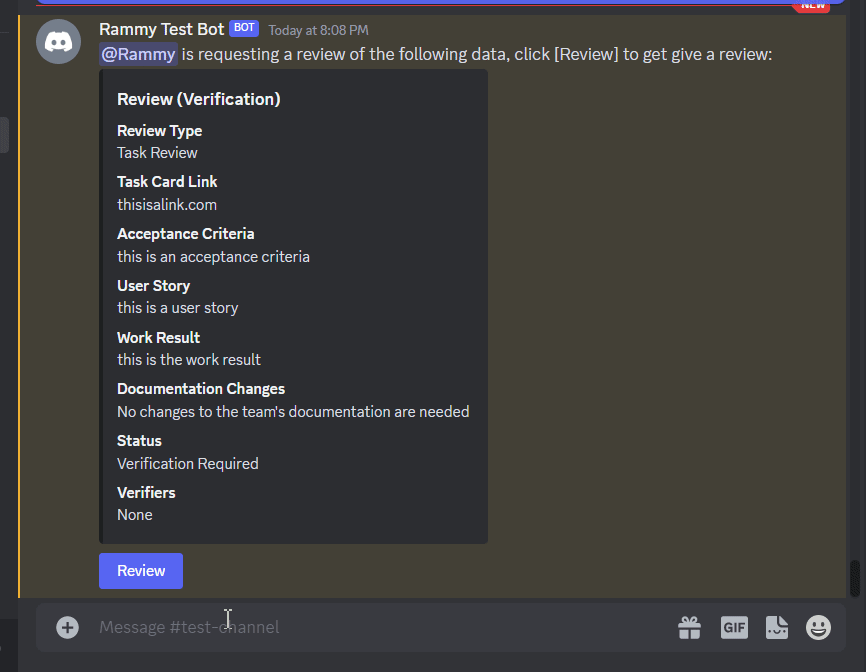 NEW
Rammy Test Bot BOT Today at 8:08 PM
@Rammy is requesting a review of the following data, click [Review] to get give a review:
Review (Verification)
Review Type
Task Review
Task Card Link
thisisalink.com
Acceptance Criteria
this is an acceptance criteria
User Story
this is a user story
Work Result
this is the work result
Documentation Changes
No changes to the team's documentation are needed
Status
Verification Required
Verifiers
None
Review
Message #test-channel
GIF